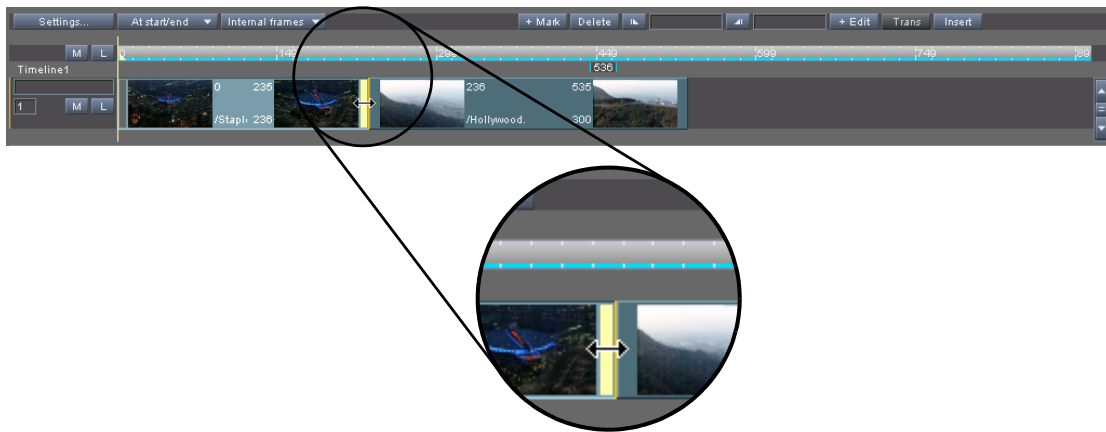 Settings... At start/end Internal frames + Mark Delete + Edit Trans Insert
M L 0 149 299 449 599 749 89
Timeline1 536
0 235 236 535
1 M L
/Stapl 236 /Hollywood. 300